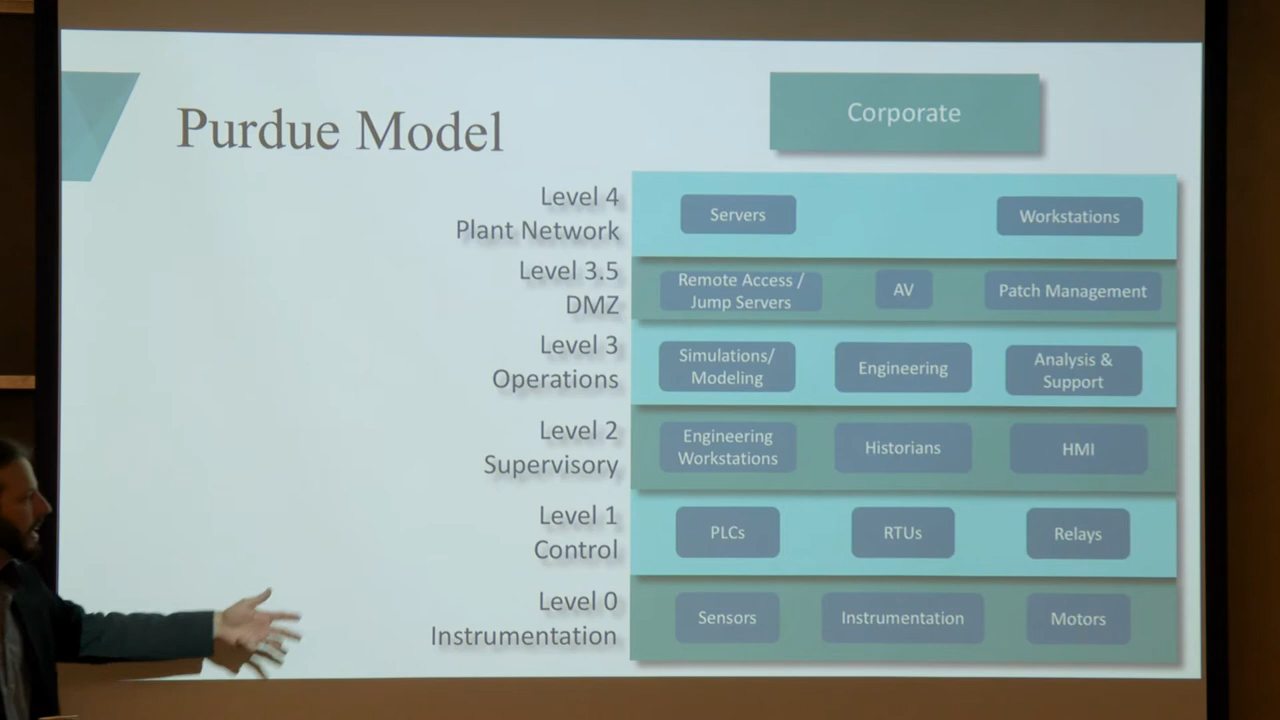 Purdue Model
Corporate
Level 4
Plant Network
Servers
Workstations
Level 3.5
DMZ
Remote Access /
Jump Servers
AV
Patch Management
Level 3
Operations
Simulations/
Modeling
Engineering
Analysis &
Support
Level 2
Supervisory
Engineering
Workstations
Historians
HMI
Level 1
Control
PLCs
RTUs
Relays
Level 0
Instrumentation
Sensors
Instrumentation
Motors